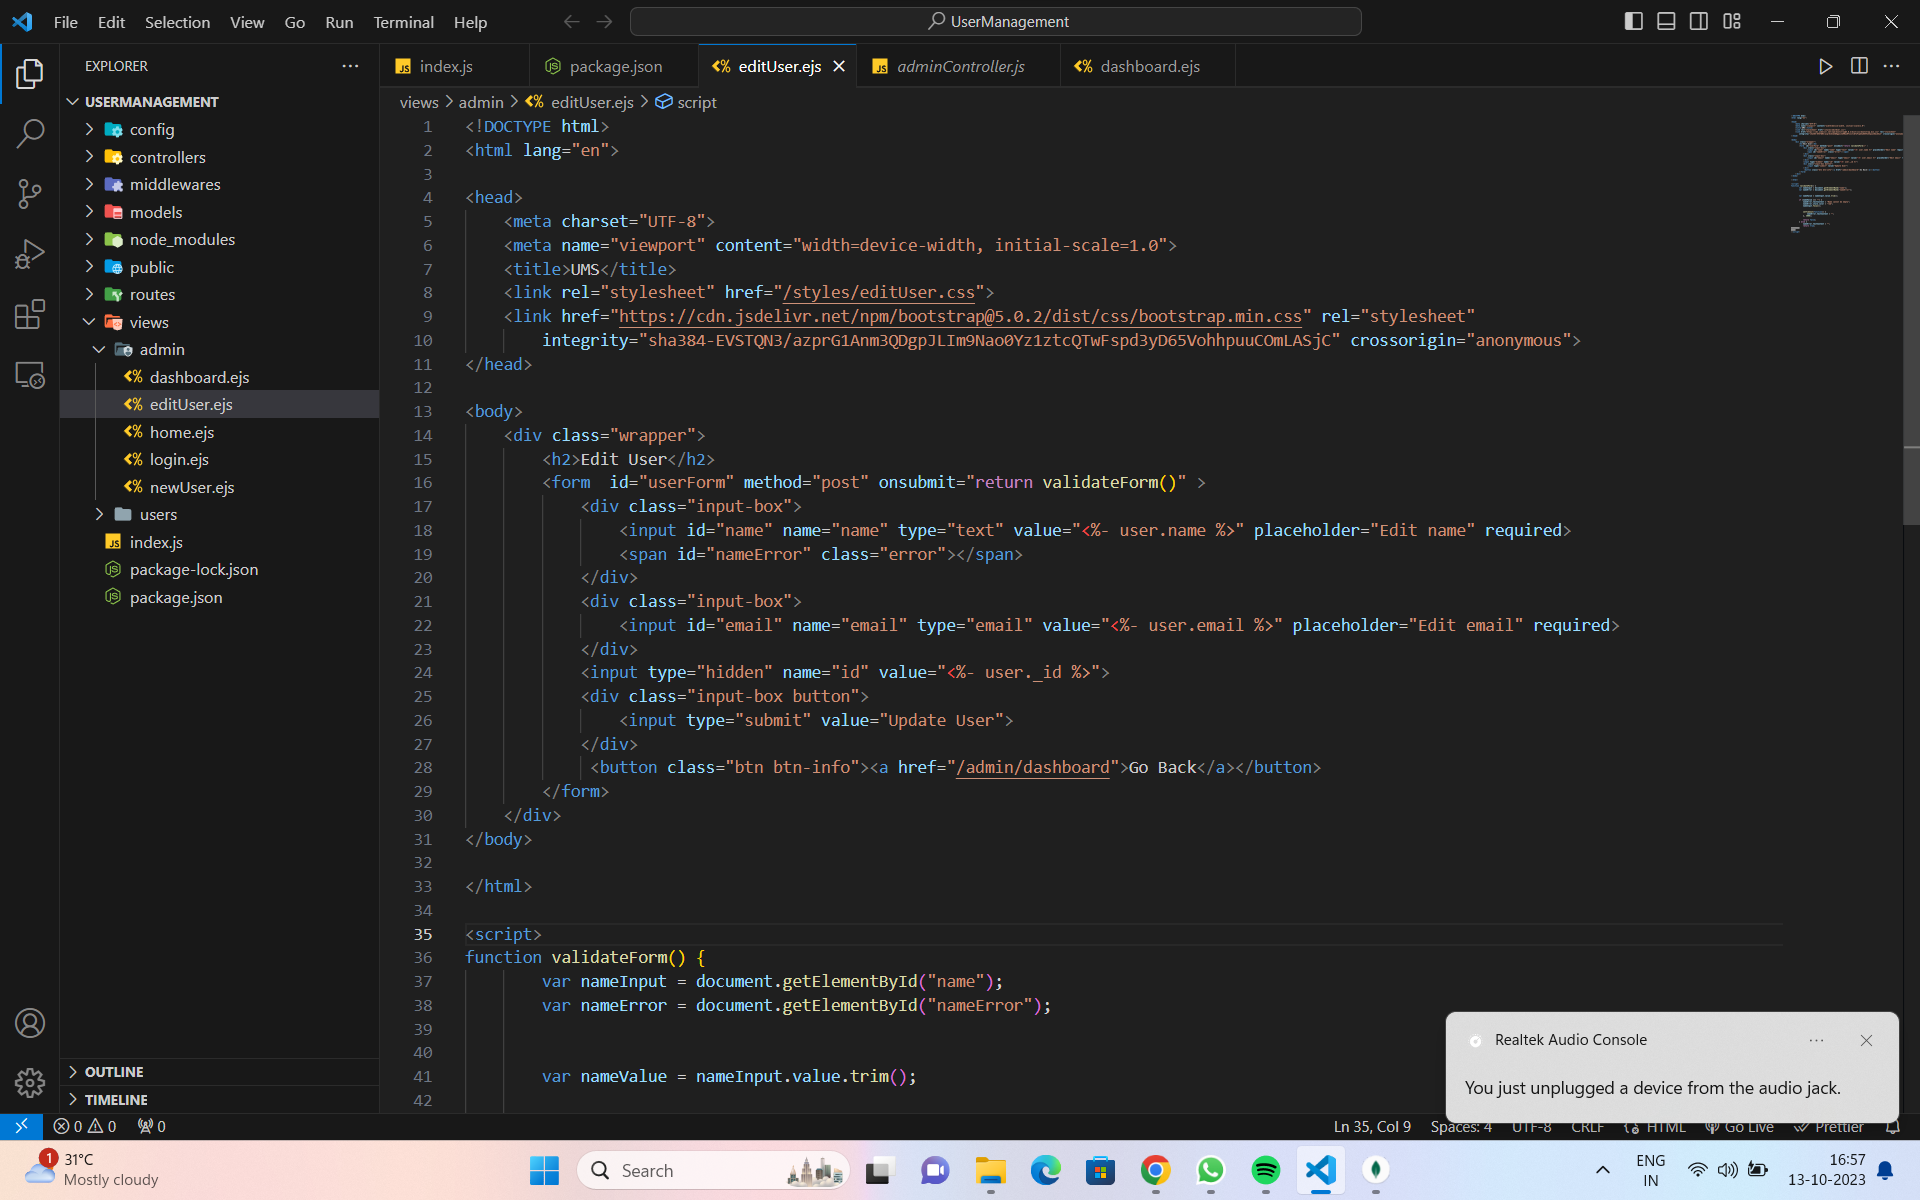 File Edit Selection View Go Run Terminal Help
UserManagement
EXPLORER
index.js
package.json
editUser.ejs
adminController.js
dashboard.ejs
USERMANAGEMENT
config
controllers
middlewares
models
node_modules
public
routes
views
admin
dashboard.ejs
editUser.ejs
home.ejs
login.ejs
newUser.ejs
users
index.js
package-lock.json
package.json
OUTLINE
TIMELINE
views > admin > editUser.ejs > script
1 <!DOCTYPE html>
2 <html lang="en">
3
4 <head>
5 <meta charset="UTF-8">
6 <meta name="viewport" content="width=device-width, initial-scale=1.0">
7 <title>UMS</title>
8 <link rel="stylesheet" href="/styles/editUser.css">
9 <link href="https://cdn.jsdelivr.net/npm/bootstrap@5.0.2/dist/css/bootstrap.min.css" rel="stylesheet"
10 integrity="sha384-EVSTQN3/azprG1Anm3QDgpJLIm9Nao0Yz1ztcQTwFspd3yD65VohhpuuCOmLASjC" crossorigin="anonymous">
11 </head>
12
13 <body>
14 <div class="wrapper">
15 <h2>Edit User</h2>
16 <form  id="userForm" method="post" onsubmit="return validateForm()" >
17 <div class="input-box">
18 <input id="name" name="name" type="text" value="<%- user.name %>" placeholder="Edit name" required>
19 <span id="nameError" class="error"></span>
20 </div>
21 <div class="input-box">
22 <input id="email" name="email" type="email" value="<%- user.email %>" placeholder="Edit email" required>
23 </div>
24 <input type="hidden" name="id" value="<%- user._id %>">
25 <div class="input-box button">
26 <input type="submit" value="Update User">
27 </div>
28 <button class="btn btn-info"><a href="/admin/dashboard">Go Back</a></button>
29 </form>
30 </div>
31 </body>
32
33 </html>
34
35 <script>
36 function validateForm() {
37 var nameInput = document.getElementById("name");
38 var nameError = document.getElementById("nameError");
39
40
41 var nameValue = nameInput.value.trim();
42
Realtek Audio Console
You just unplugged a device from the audio jack.
0 0 0
Ln 35, Col 9 Spaces: 4 UTF-8 CRLF HTML Go Live Prettier
1
31°C
Mostly cloudy
Search
ENG
IN
16:57
13-10-2023